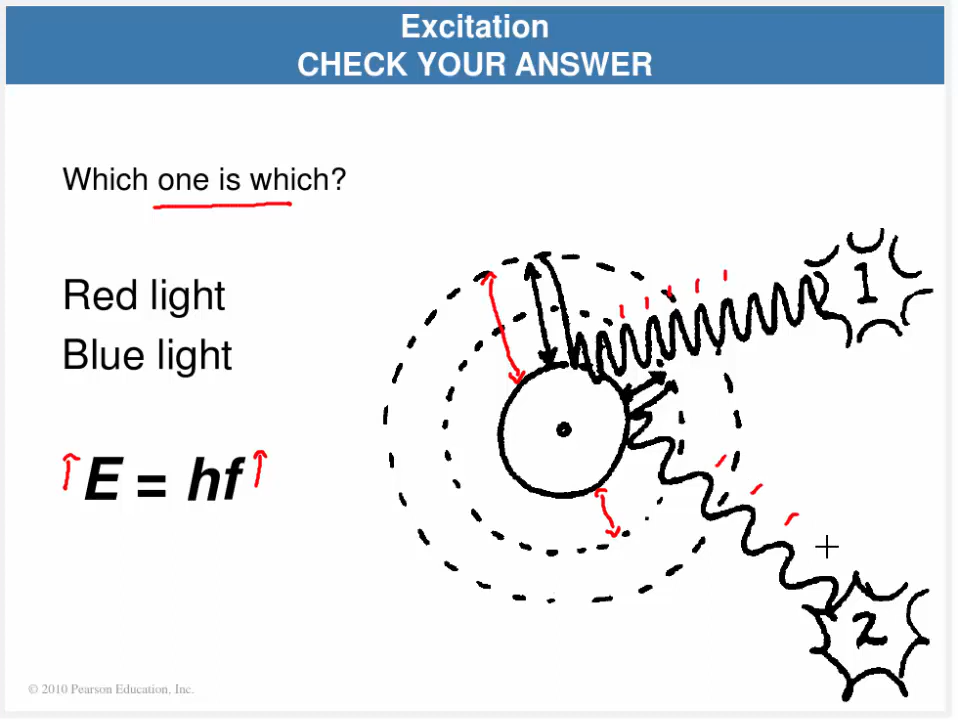 Excitation
CHECK YOUR ANSWER
Which one is which?
1
Red light
Blue light
E = hf
2
© 2010 Pearson Education, Inc.